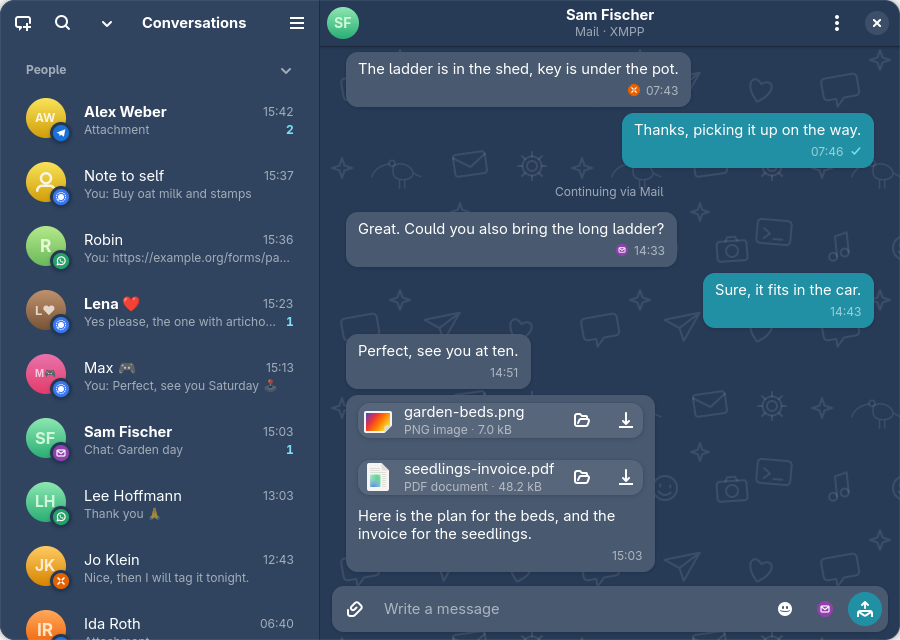 Conversations
People
AW
Alex Weber
15:42
Attachment
2
Note to self
15:37
You: Buy oat milk and stamps
R
Robin
15:36
You: https://example.org/forms/pa...
L❤
Lena ❤️
15:23
Yes please, the one with articho...
1
M🎮
Max 🎮
15:13
You: Perfect, see you Saturday 🕹️
SF
Sam Fischer
15:03
Chat: Garden day
1
LH
Lee Hoffmann
13:03
Thank you 🙏
JK
Jo Klein
12:43
Nice, then I will tag it tonight.
IR
Ida Roth
06:40
Attachment
SF
Sam Fischer
Mail · XMPP
The ladder is in the shed, key is under the pot.
07:43
Thanks, picking it up on the way.
07:46 ✓
Continuing via Mail
Great. Could you also bring the long ladder?
14:33
Sure, it fits in the car.
14:43
Perfect, see you at ten.
14:51
garden-beds.png
PNG image · 7.0 kB
seedlings-invoice.pdf
PDF document · 48.2 kB
Here is the plan for the beds, and the
invoice for the seedlings.
15:03
Write a message